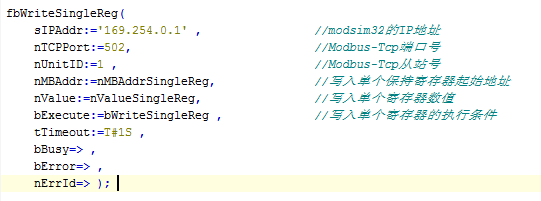 fbWriteSingleReg(
sIPAddr:='169.254.0.1' , //modsim32的IP地址
nTCPPort:=502, //Modbus-Tcp端口号
nUnitID:=1 , //Modbus-Tcp从站号
nMBAddr:=nMBAddrSingleReg, //写入单个保持寄存器起始地址
nValue:=nValueSingleReg, //写入单个寄存器数值
bExecute:=bWriteSingleReg , //写入单个寄存器的执行条件
tTimeout:=T#1S ,
bBusy=> ,
bError=> ,
nErrId=> );